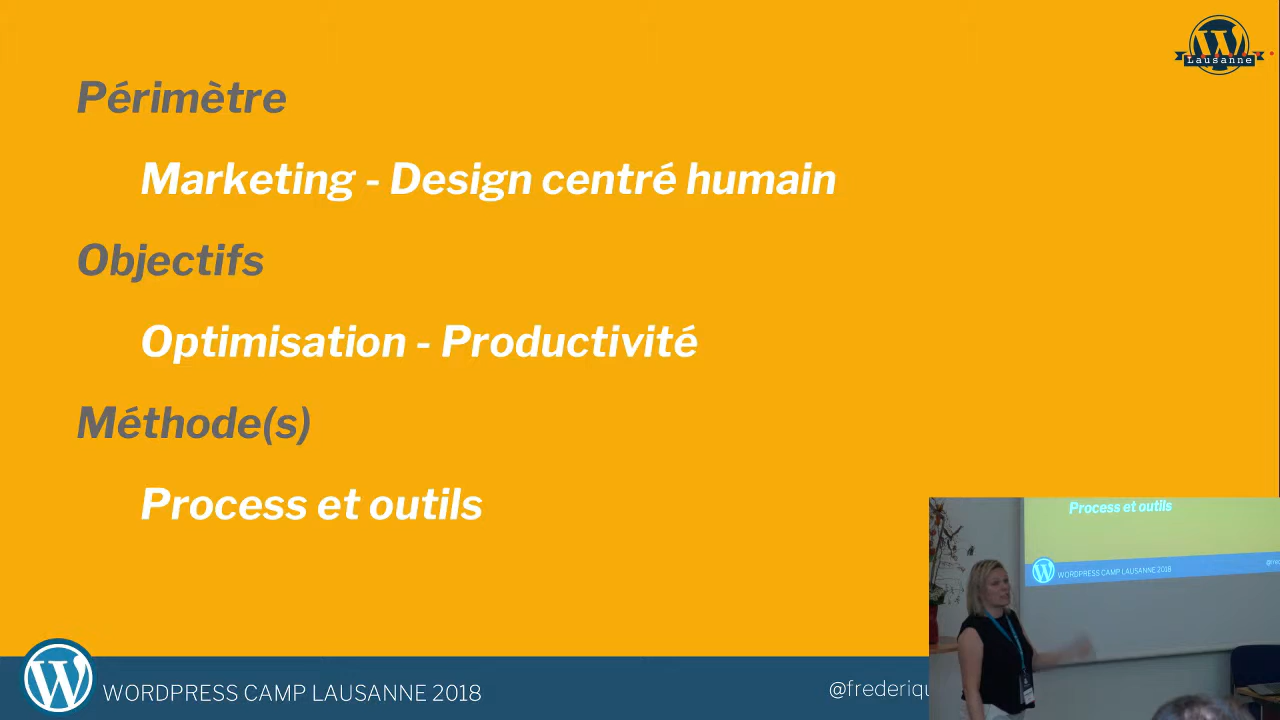 Lausanne
Périmètre
Marketing - Design centré humain
Objectifs
Optimisation - Productivité
Méthode(s)
Process et outils
Process et outils
WORDPRESS CAMP LAUSANNE 2018
WORDPRESS CAMP LAUSANNE 2018